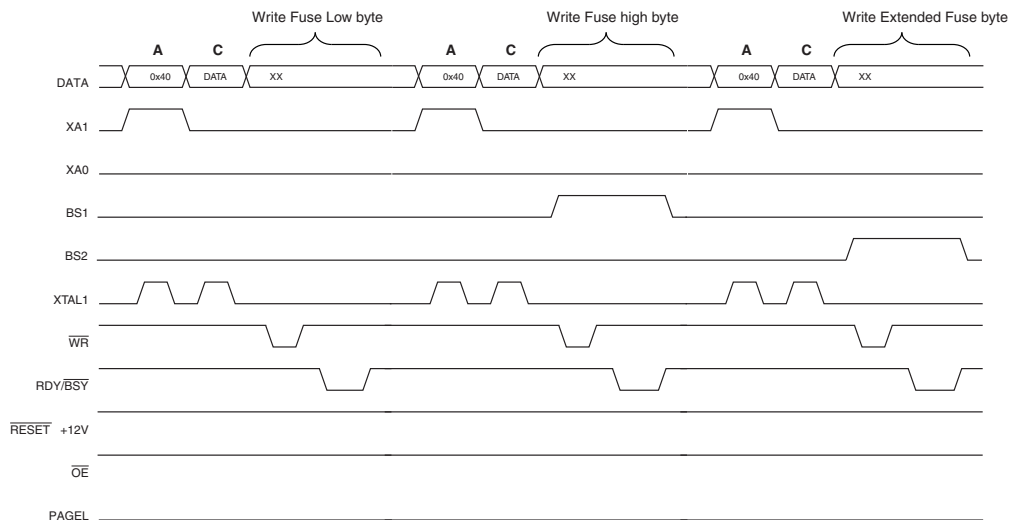 Write Fuse Low byte Write Fuse high byte Write Extended Fuse byte
A C A C A C
DATA 0x40 DATA XX 0x40 DATA XX 0x40 DATA XX
XA1
XA0
BS1
BS2
XTAL1
WR
RDY/BSY
RESET +12V
OE
PAGEL